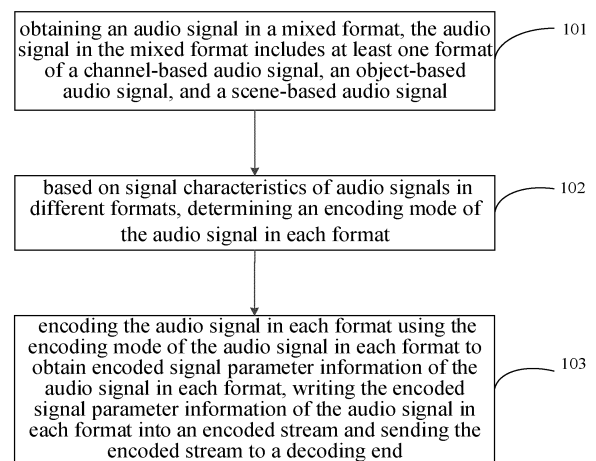 obtaining an audio signal in a mixed format, the audio
signal in the mixed format includes at least one format
of a channel-based audio signal, an object-based
audio signal, and a scene-based audio signal
101
based on signal characteristics of audio signals in
different formats, determining an encoding mode of
the audio signal in each format
102
encoding the audio signal in each format using the
encoding mode of the audio signal in each format to
obtain encoded signal parameter information of the
audio signal in each format, writing the encoded
signal parameter information of the audio signal in
each format into an encoded stream and sending the
encoded stream to a decoding end
103